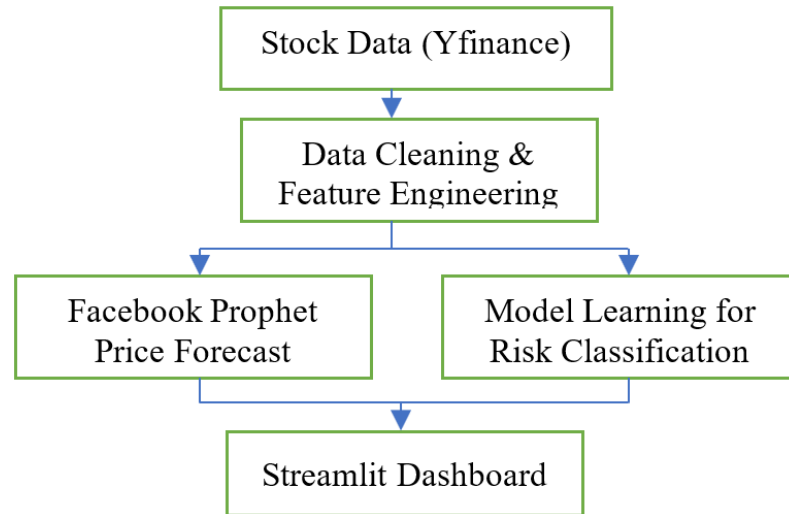 Stock Data (Yfinance)
Data Cleaning &
Feature Engineering
Facebook Prophet
Price Forecast
Model Learning for
Risk Classification
Streamlit Dashboard